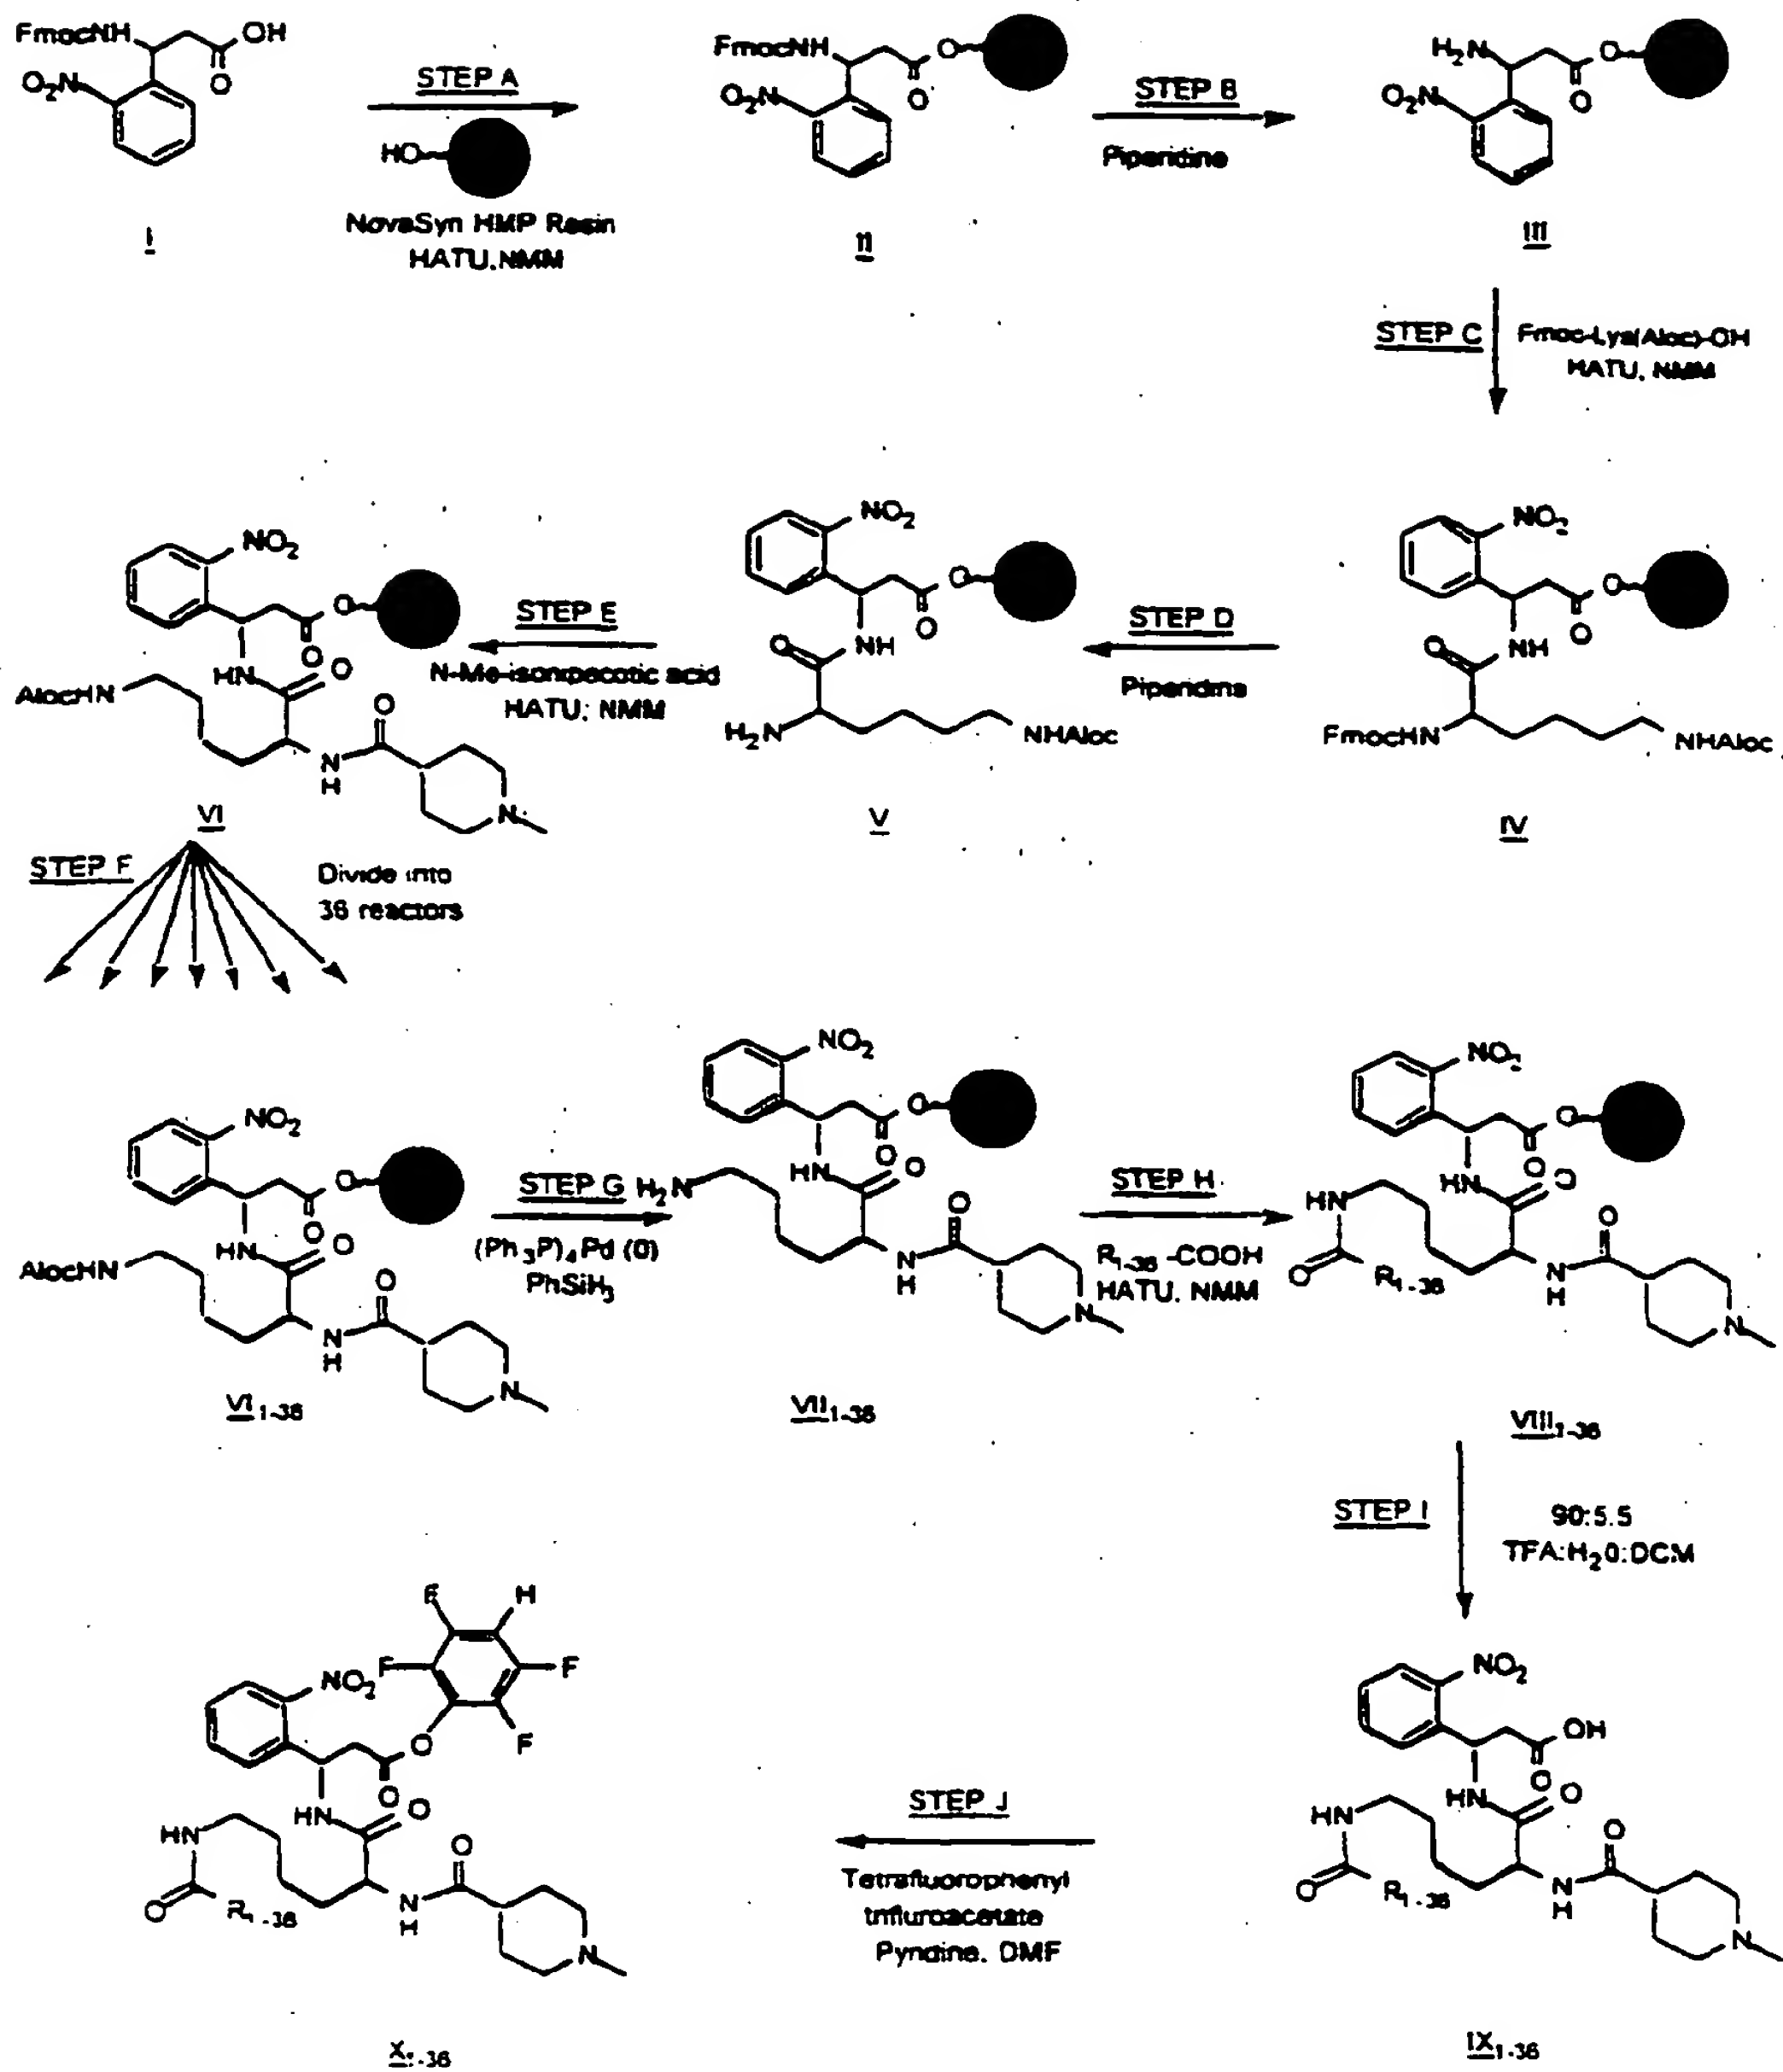 FmocNH
OH
O
O₂N
I
STEP A
HO
NovaSyn HMP Resin
HATU, NMM
FmocNH
O
O
O₂N
II
STEP B
Piperidine
H₂N
O
O
O₂N
III
STEP C
Fmoc-Lys(Aloc)-OH
HATU, NMM
NO₂
O
O
O
NH
FmocHN
NHAloc
IV
STEP D
Piperidine
NO₂
O
O
O
NH
H₂N
NHAloc
V
STEP E
N-Me-isonipecotic acid
HATU, NMM
NO₂
O
O
HN
O
AlocHN
O
N
H
N
VI
STEP F
Divide into
36 reactors
NO₂
O
O
HN
O
AlocHN
O
N
H
N
VI₁₋₃₆
STEP G
(Ph₃P)₄Pd (0)
PhSiH₃
NO₂
O
O
HN
O
H₂N
O
N
H
N
VII₁₋₃₆
STEP H
R₁₋₃₆-COOH
HATU, NMM
NO₂
O
O
HN
O
HN
O
R₁₋₃₆
O
N
H
N
VIII₁₋₃₆
STEP I
90:5:5
TFA:H₂0:DCM
NO₂
OH
O
HN
O
HN
O
R₁₋₃₆
O
N
H
N
IX₁₋₃₆
STEP J
Tetrafluorophenyl
trifluroacetate
Pyridine, DMF
F
H
F
F
F
NO₂
O
O
HN
O
HN
O
R₁₋₃₆
O
N
H
N
X₁₋₃₆